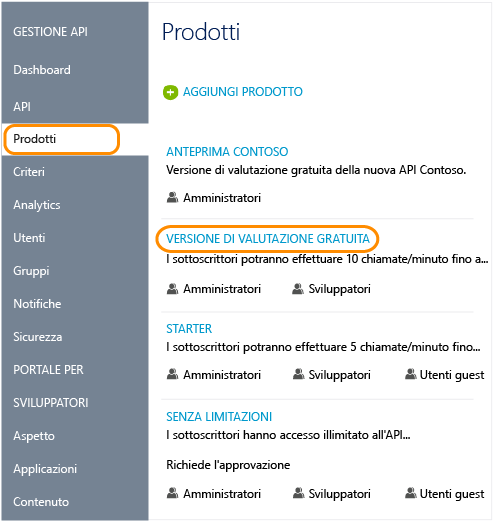 GESTIONE API
Dashboard
API
Prodotti
Criteri
Analytics
Utenti
Gruppi
Notifiche
Sicurezza
PORTALE PER
SVILUPPATORI
Aspetto
Applicazioni
Contenuto
Prodotti
AGGIUNGI PRODOTTO
ANTEPRIMA CONTOSO
Versione di valutazione gratuita della nuova API Contoso.
Amministratori
VERSIONE DI VALUTAZIONE GRATUITA
I sottoscrittori potranno effettuare 10 chiamate/minuto fino a...
Amministratori Sviluppatori
STARTER
I sottoscrittori potranno effettuare 5 chiamate/minuto fino...
Amministratori Sviluppatori Utenti guest
SENZA LIMITAZIONI
I sottoscrittori hanno accesso illimitato all'API...
Richiede l'approvazione
Amministratori Sviluppatori Utenti guest